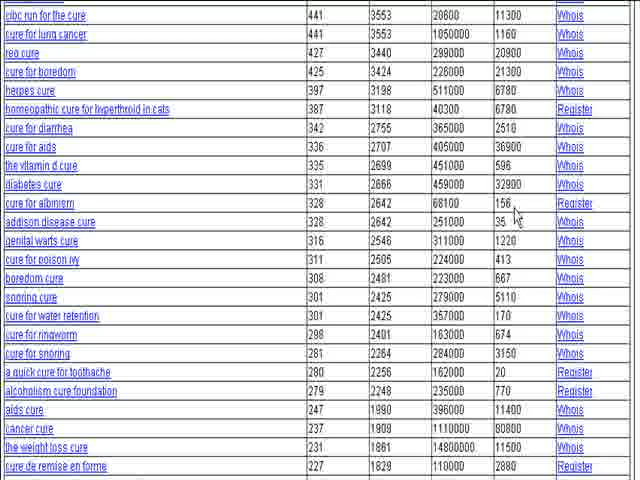 cibc run for the cure 441 3553 20600 11300 Whois
cure for lung cancer 441 3553 1050000 1160 Whois
rea cure 427 3440 299000 20900 Whois
cure for boredom 425 3424 226000 21300 Whois
herpes cure 397 3198 511000 6780 Whois
homeopathic cure for hyperthroid in cats 387 3118 40300 6780 Register
cure for diarrhea 342 2755 365000 2510 Whois
cure for aids 336 2707 405000 36900 Whois
the vitamin d cure 335 2699 451000 596 Whois
diabetes cure 331 2666 459000 32900 Whois
cure for albinism 328 2642 68100 156 Register
addison disease cure 328 2642 251000 35 Whois
genital warts cure 316 2546 311000 1220 Whois
cure for poison ivy 311 2505 224000 413 Whois
boredom cure 308 2481 223000 667 Whois
snoring cure 301 2425 279000 5110 Whois
cure for water retention 301 2425 357000 170 Whois
cure for ringworm 298 2401 163000 674 Whois
cure for snoring 281 2264 284000 3150 Whois
a quick cure for toothache 280 2256 162000 20 Register
alcoholism cure foundation 279 2248 235000 770 Register
aids cure 247 1990 396000 11400 Whois
cancer cure 237 1909 1110000 80800 Whois
the weight loss cure 231 1861 14800000 11500 Whois
cure de remise en forme 227 1829 110000 2880 Register